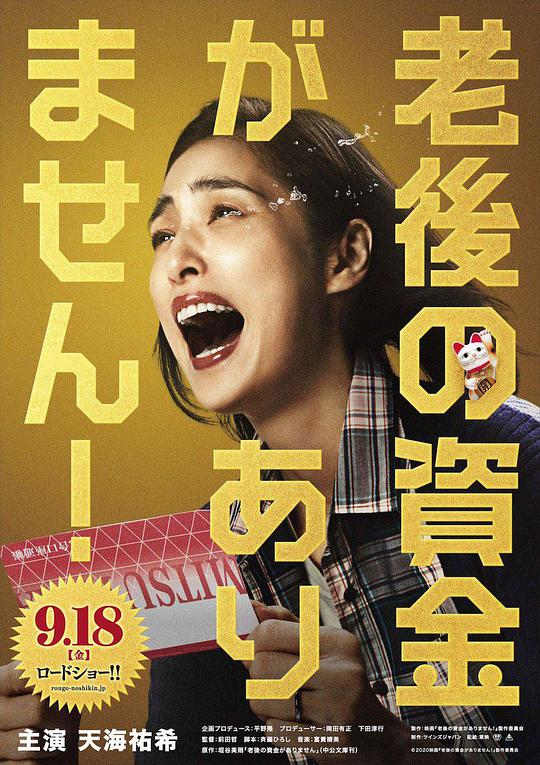 老後の資金
があり
ません!
MITSU
9.18
【金】
ロードショー!!
rougo-noshikin.jp
主演 天海祐希
企画プロデュース:平野隆 プロデューサー:岡田有正 下田淳行
監督:前田哲 脚本:斉藤ひろし 音楽:富貴晴美
原作:垣谷美雨「老後の資金がありません」(中公文庫刊)
製作:映画「老後の資金がありません!」製作委員会
制作:ツインズジャパン 配給:東映
©2020映画「老後の資金がありません!」製作委員会